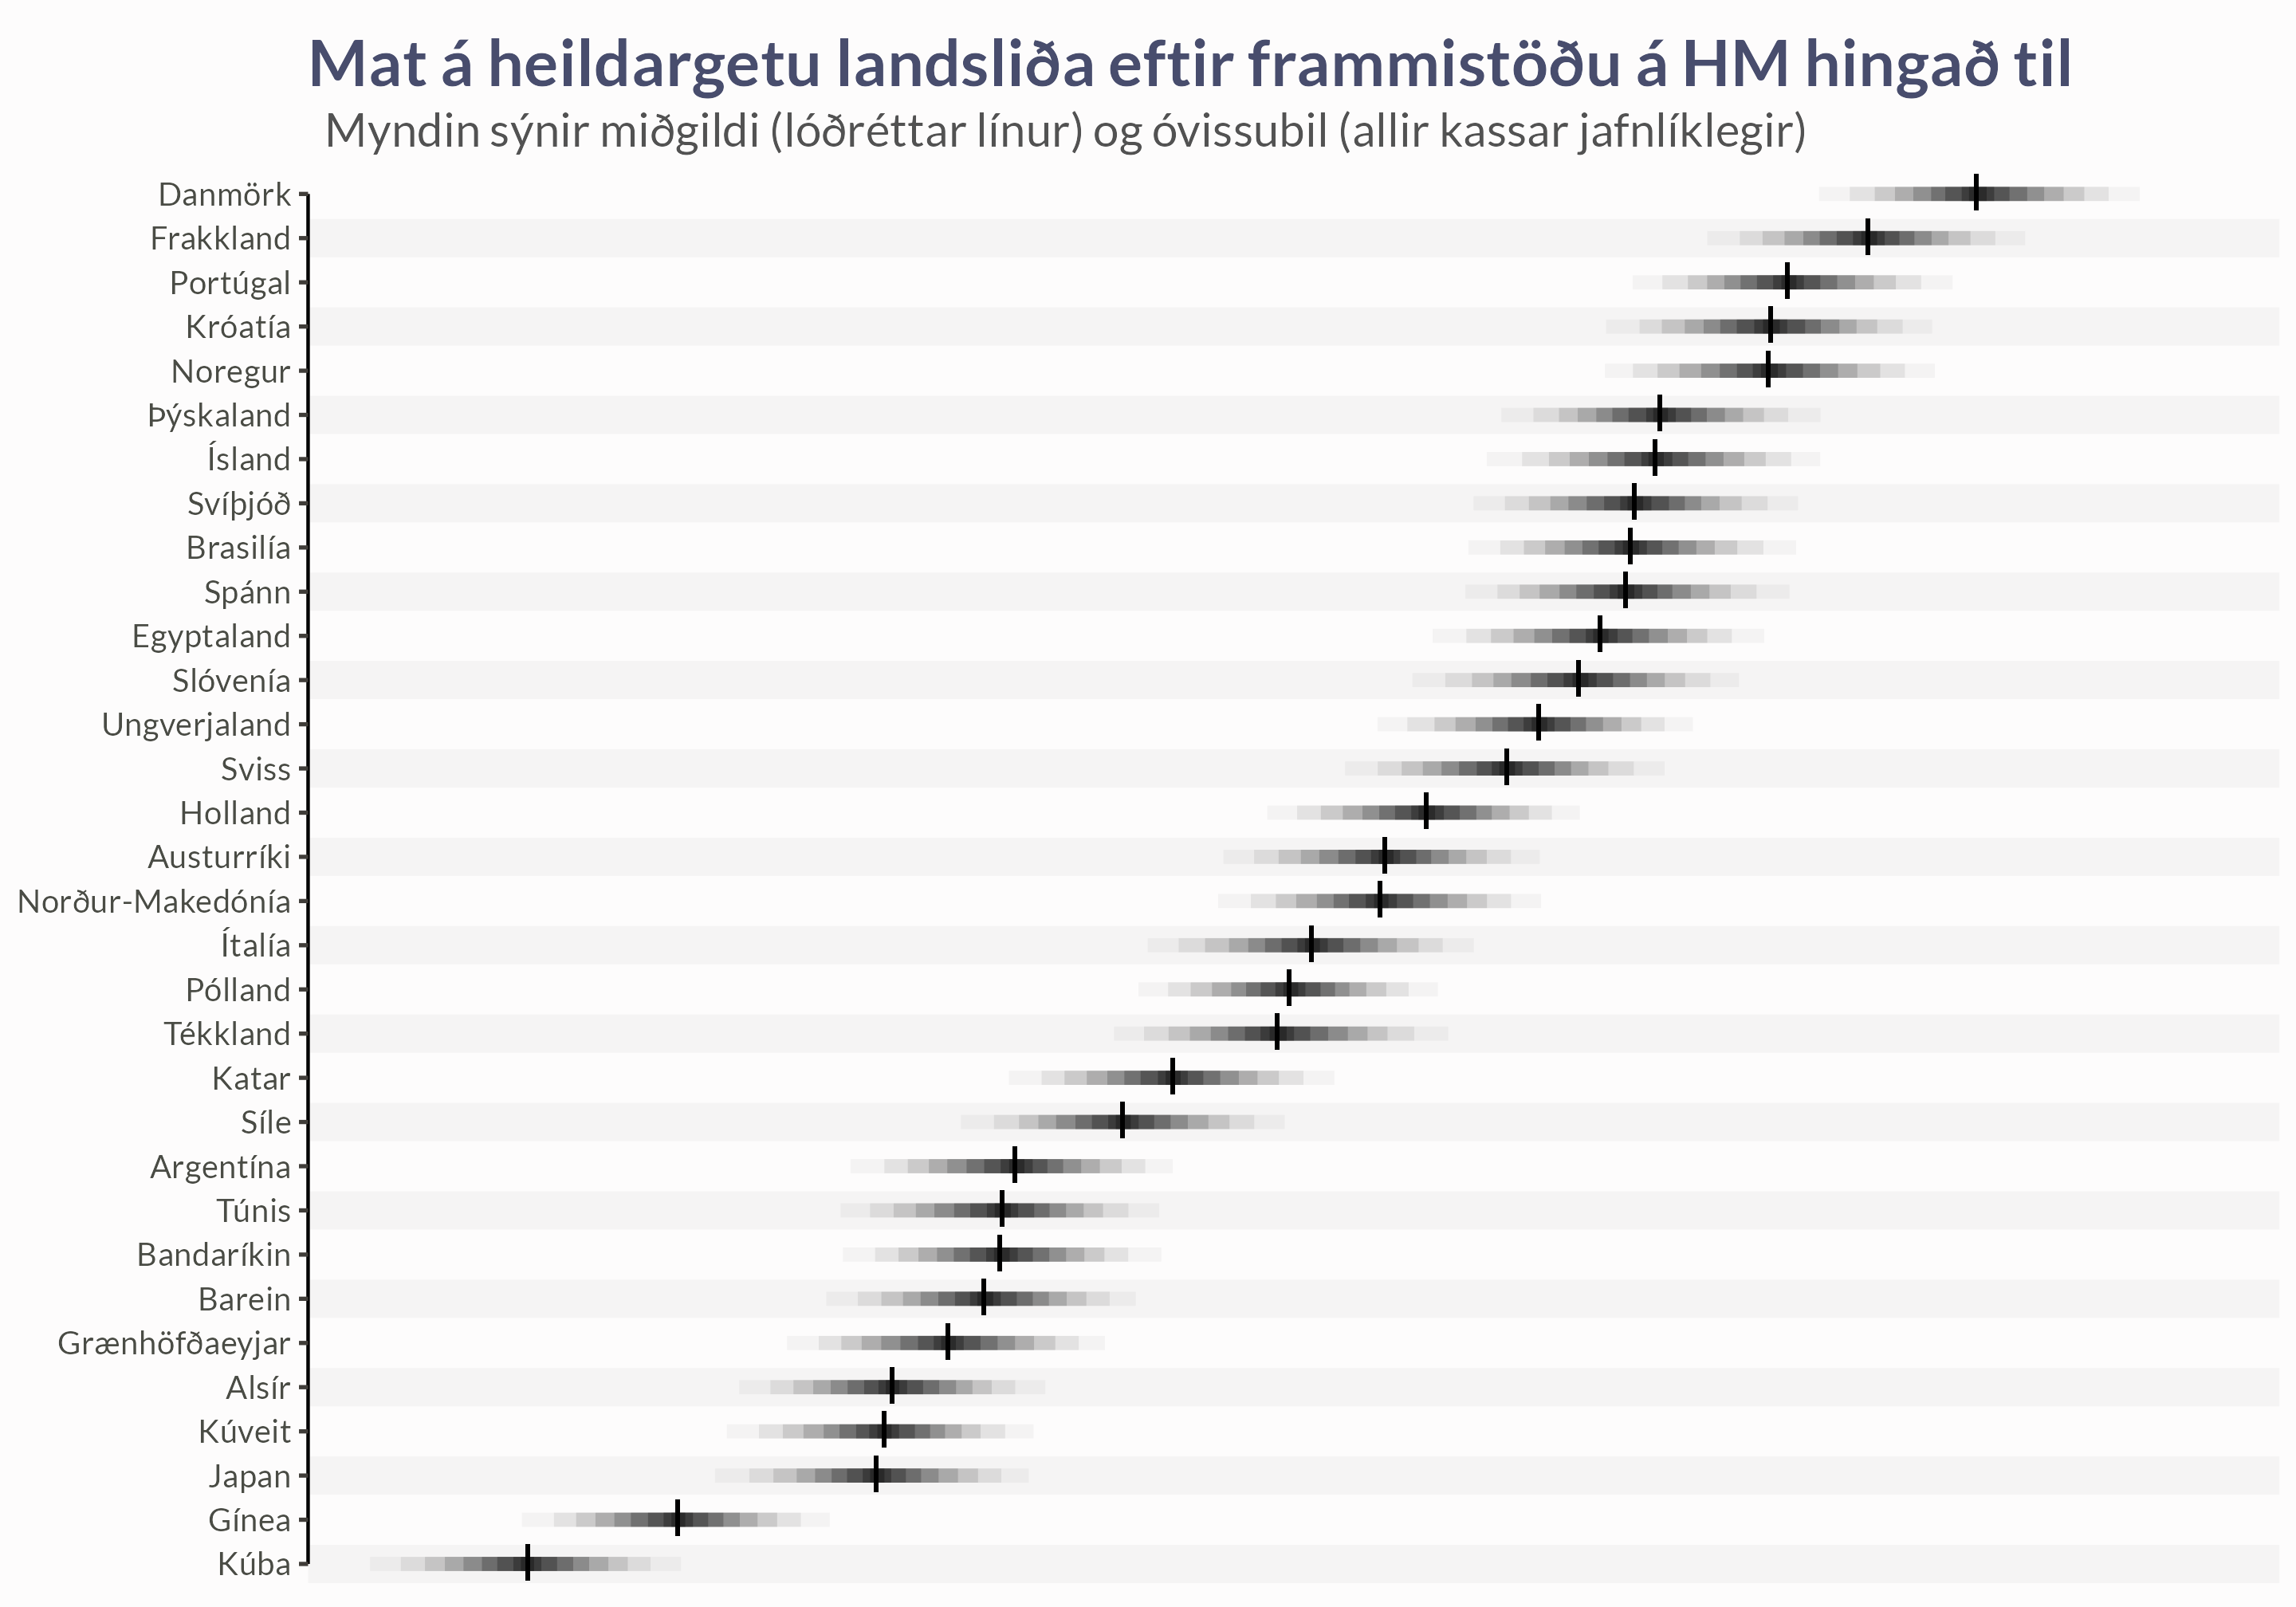 Mat á heildargetu landsliða eftir frammistöðu á HM hingað til
Myndin sýnir miðgildi (lóðréttar línur) og óvissubil (allir kassar jafnlíklegir)
Danmörk
Frakkland
Portúgal
Króatía
Noregur
Þýskaland
Ísland
Svíþjóð
Brasilía
Spánn
Egyptaland
Slóvenía
Ungverjaland
Sviss
Holland
Austurríki
Norður-Makedónía
Ítalía
Pólland
Tékkland
Katar
Síle
Argentína
Túnis
Bandaríkin
Barein
Grænhöfðaeyjar
Alsír
Kúveit
Japan
Gínea
Kúba